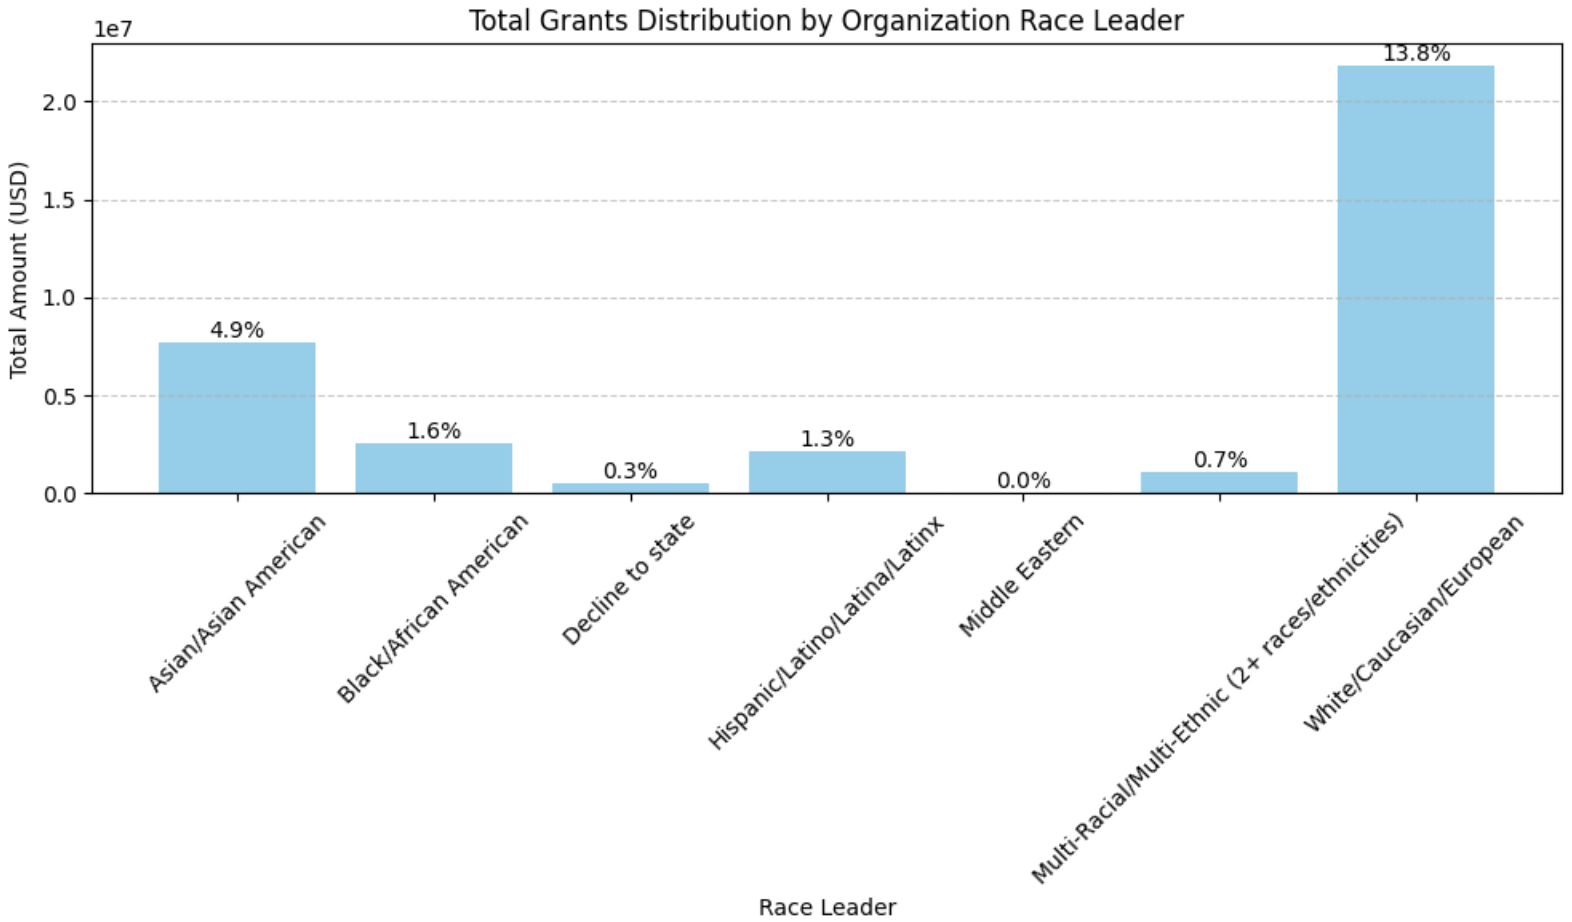 Total Grants Distribution by Organization Race Leader
1e7
Total Amount (USD)
2.0
1.5
1.0
0.5
0.0
4.9%
1.6%
0.3%
1.3%
0.0%
0.7%
13.8%
Asian/Asian American
Black/African American
Decline to state
Hispanic/Latino/Latina/Latinx
Middle Eastern
Multi-Racial/Multi-Ethnic (2+ races/ethnicities)
White/Caucasian/European
Race Leader